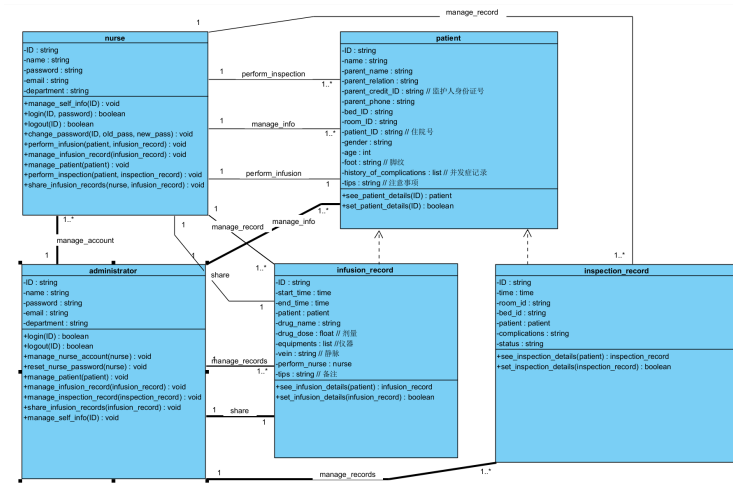 manage_record
1
nurse
-ID : string
-name : string
-password : string
-email : string
-department : string
+manage_self_info(ID) : void
+login(ID, password) : boolean
+logout(ID) : boolean
+change_password(ID, old_pass, new_pass) : void
+perform_infusion(patient, infusion_record) : void
+manage_infusion_record(infusion_record) : void
+manage_patient(patient) : void
+perform_inspection(patient, inspection_record) : void
+share_infusion_records(nurse, infusion_record) : void
1
perform_inspection
1..*
1
manage_info
1..*
1
perform_infusion
1
patient
-ID : string
-name : string
-parent_name : string
-parent_relation : string
-parent_credit_ID : string // 监护人身份证号
-parent_phone : string
-bed_ID : string
-room_ID : string
-patient_ID : string // 住院号
-gender : string
-age : int
-foot : string // 脚纹
-history_of_complications : list // 并发症记录
-tips : string // 注意事项
+see_patient_details(ID) : patient
+set_patient_details(ID) : boolean
1..*
manage_account
1
1
1
manage_record
1..*
manage_info
1..*
1
share
1
1..*
administrator
-ID : string
-name : string
-password : string
-email : string
-department : string
+login(ID) : boolean
+logout(ID) : boolean
+manage_nurse_account(nurse) : void
+reset_nurse_password(nurse) : void
+manage_patient(patient) : void
+manage_infusion_record(infusion_record) : void
+manage_inspection_record(inspection_record) : void
+share_infusion_records(infusion_record) : void
+manage_self_info(ID) : void
1
manage_records
1..*
1
share
1
infusion_record
-ID : string
-start_time : time
-end_time : time
-patient : patient
-drug_name : string
-drug_dose : float // 剂量
-equipments : list //仪器
-vein : string // 静脉
-perform_nurse : nurse
-tips : string // 备注
+see_infusion_details(patient) : infusion_record
+set_infusion_details(infusion_record) : boolean
inspection_record
-ID : string
-time : time
-room_id : string
-bed_id : string
-patient : patient
-complications : string
-status : string
+see_inspection_details(patient) : inspection_record
+set_inspection_details(inspection_record) : boolean
1
manage_records
1..*